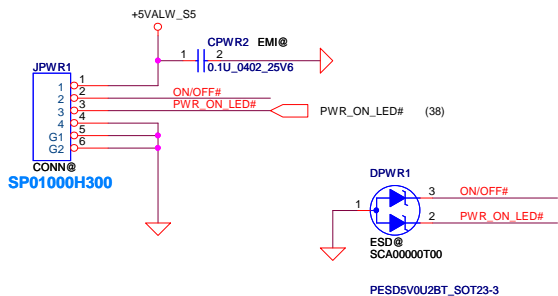 +5VALW_S5
CPWR2 EMI@
1 2
0.1U_0402_25V6
JPWR1
1 1
2 2 ON/OFF#
3 3 PWR_ON_LED# PWR_ON_LED# (38)
4 4
G1 5
G2 6
CONN@
SP01000H300
DPWR1
1 3 ON/OFF#
2 PWR_ON_LED#
ESD@
SCA00000T00
PESD5V0U2BT_SOT23-3